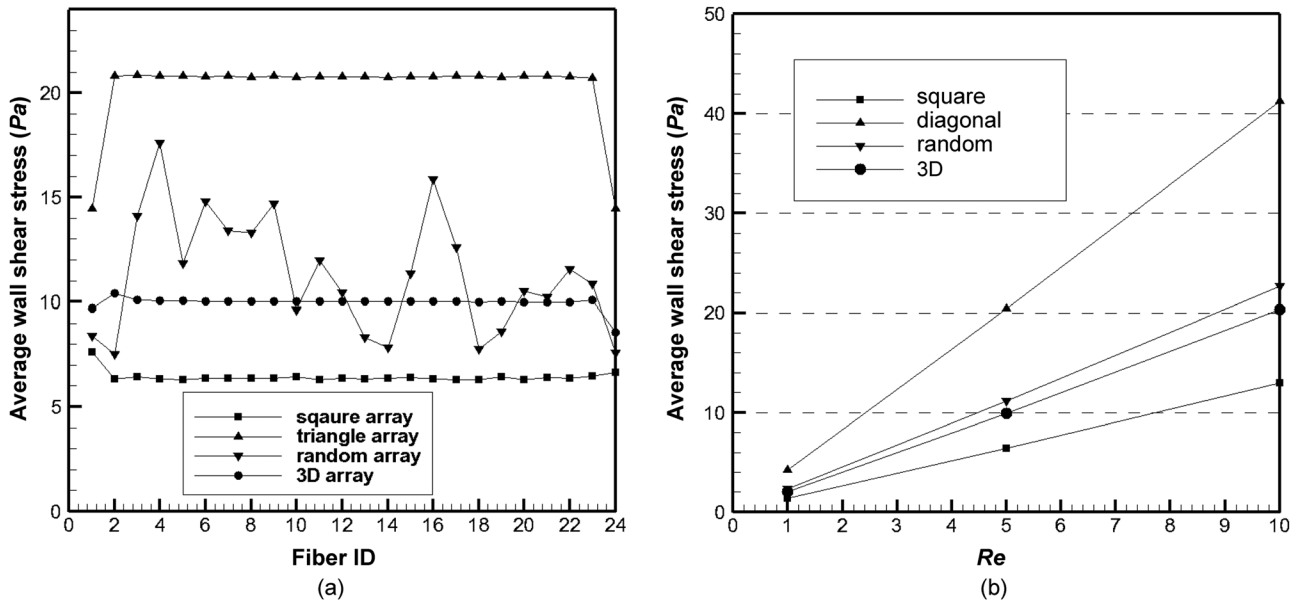 Average wall shear stress (Pa)
20
15
10
5
0
sqaure array
triangle array
random array
3D array
0 2 4 6 8 10 12 14 16 18 20 22 24
Fiber ID
(a)
Average wall shear stress (Pa)
50
40
30
20
10
0
square
diagonal
random
3D
0 1 2 3 4 5 6 7 8 9 10
Re
(b)